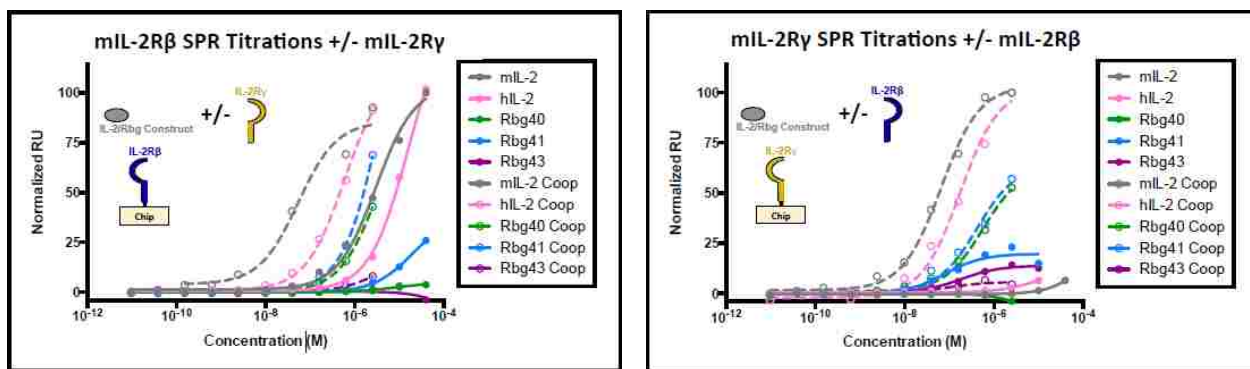 mIL-2Rβ SPR Titrations +/- mIL-2Rγ
Normalized RU
100
75
50
25
0
10-12
10-10
10-8
10-6
10-4
Concentration (M)
IL-2/Rbg Construct
+/-
IL-2Rγ
IL-2Rβ
Chip
mIL-2
hIL-2
Rbg40
Rbg41
Rbg43
mIL-2 Coop
hIL-2 Coop
Rbg40 Coop
Rbg41 Coop
Rbg43 Coop
mIL-2Rγ SPR Titrations +/- mIL-2Rβ
Normalized RU
100
75
50
25
0
10-12
10-10
10-8
10-6
10-4
Concentration (M)
IL-2/Rbg Construct
+/-
IL-2Rβ
IL-2Rγ
Chip
mIL-2
hIL-2
Rbg40
Rbg41
Rbg43
mIL-2 Coop
hIL-2 Coop
Rbg40 Coop
Rbg41 Coop
Rbg43 Coop